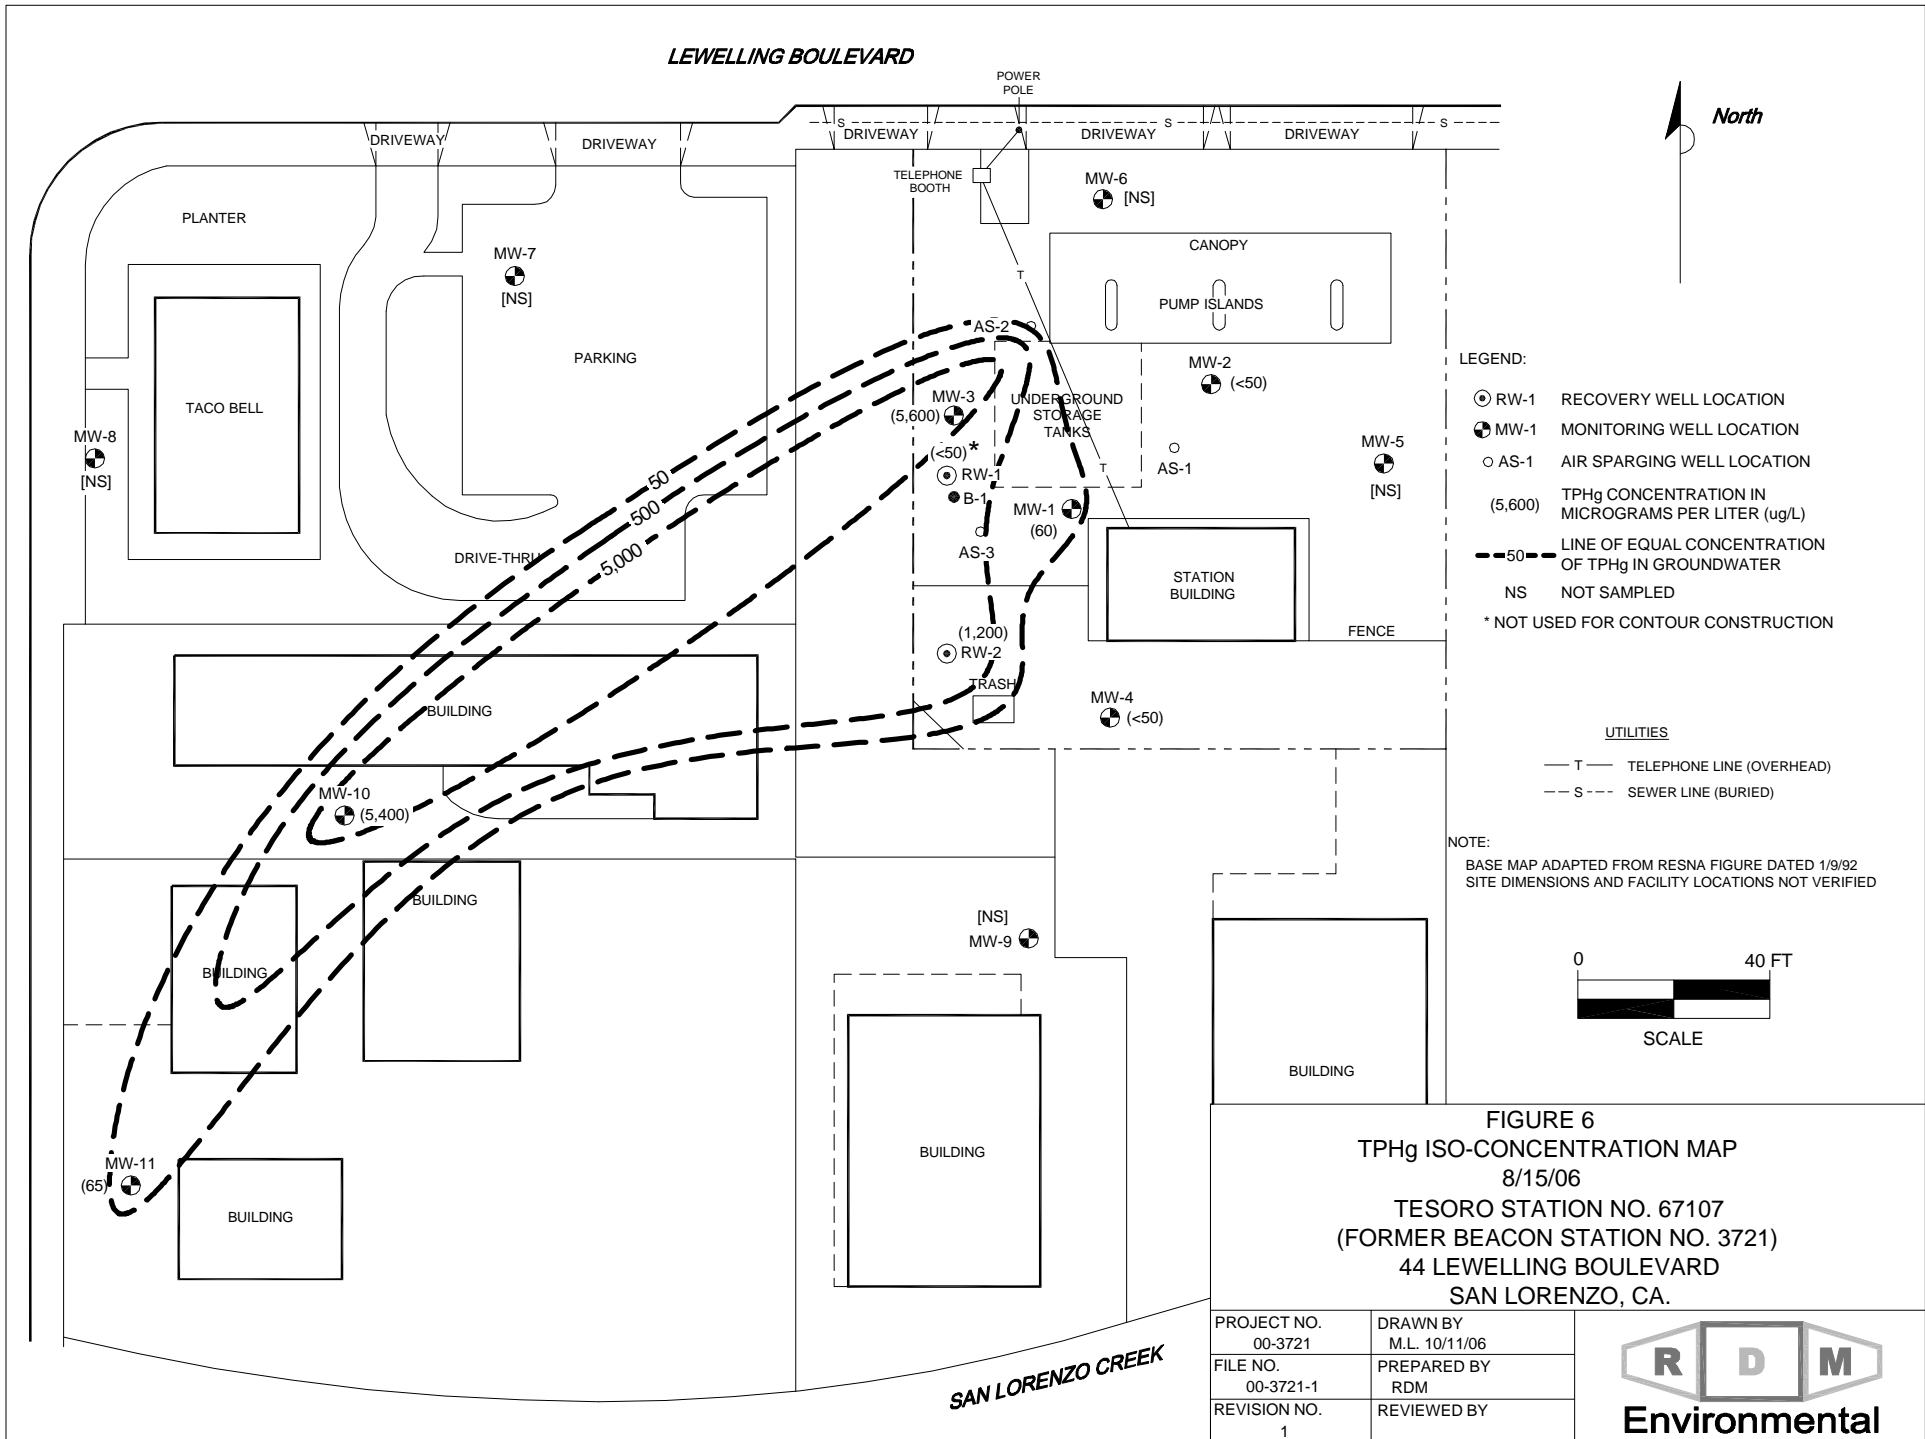 LEWELLING BOULEVARD
POWER
POLE
North
S
S
S
DRIVEWAY
DRIVEWAY
DRIVEWAY
DRIVEWAY
DRIVEWAY
TELEPHONE
BOOTH
MW-6
[NS]
PLANTER
CANOPY
MW-7
[NS]
T
PUMP ISLANDS
AS-2
PARKING
MW-2
(<50)
TACO BELL
MW-3
(5,600)
UNDERGROUND
STORAGE
TANKS
MW-8
[NS]
(<50)*
RW-1
B-1
T
AS-1
MW-5
[NS]
50
500
5,000
MW-1
(60)
AS-3
DRIVE-THRU
STATION
BUILDING
FENCE
(1,200)
RW-2
TRASH
MW-4
(<50)
BUILDING
MW-10
(5,400)
BUILDING
BUILDING
[NS]
MW-9
MW-11
(65)
BUILDING
BUILDING
BUILDING
SAN LORENZO CREEK
LEGEND:
RW-1 RECOVERY WELL LOCATION
MW-1 MONITORING WELL LOCATION
AS-1 AIR SPARGING WELL LOCATION
(5,600) TPHg CONCENTRATION IN
MICROGRAMS PER LITER (ug/L)
50 LINE OF EQUAL CONCENTRATION
OF TPHg IN GROUNDWATER
NS NOT SAMPLED
* NOT USED FOR CONTOUR CONSTRUCTION
UTILITIES
T TELEPHONE LINE (OVERHEAD)
S SEWER LINE (BURIED)
NOTE:
BASE MAP ADAPTED FROM RESNA FIGURE DATED 1/9/92
SITE DIMENSIONS AND FACILITY LOCATIONS NOT VERIFIED
0 40 FT
SCALE
FIGURE 6
TPHg ISO-CONCENTRATION MAP
8/15/06
TESORO STATION NO. 67107
(FORMER BEACON STATION NO. 3721)
44 LEWELLING BOULEVARD
SAN LORENZO, CA.
PROJECT NO.
00-3721
DRAWN BY
M.L. 10/11/06
FILE NO.
00-3721-1
PREPARED BY
RDM
REVISION NO.
1
REVIEWED BY
R D M
Environmental